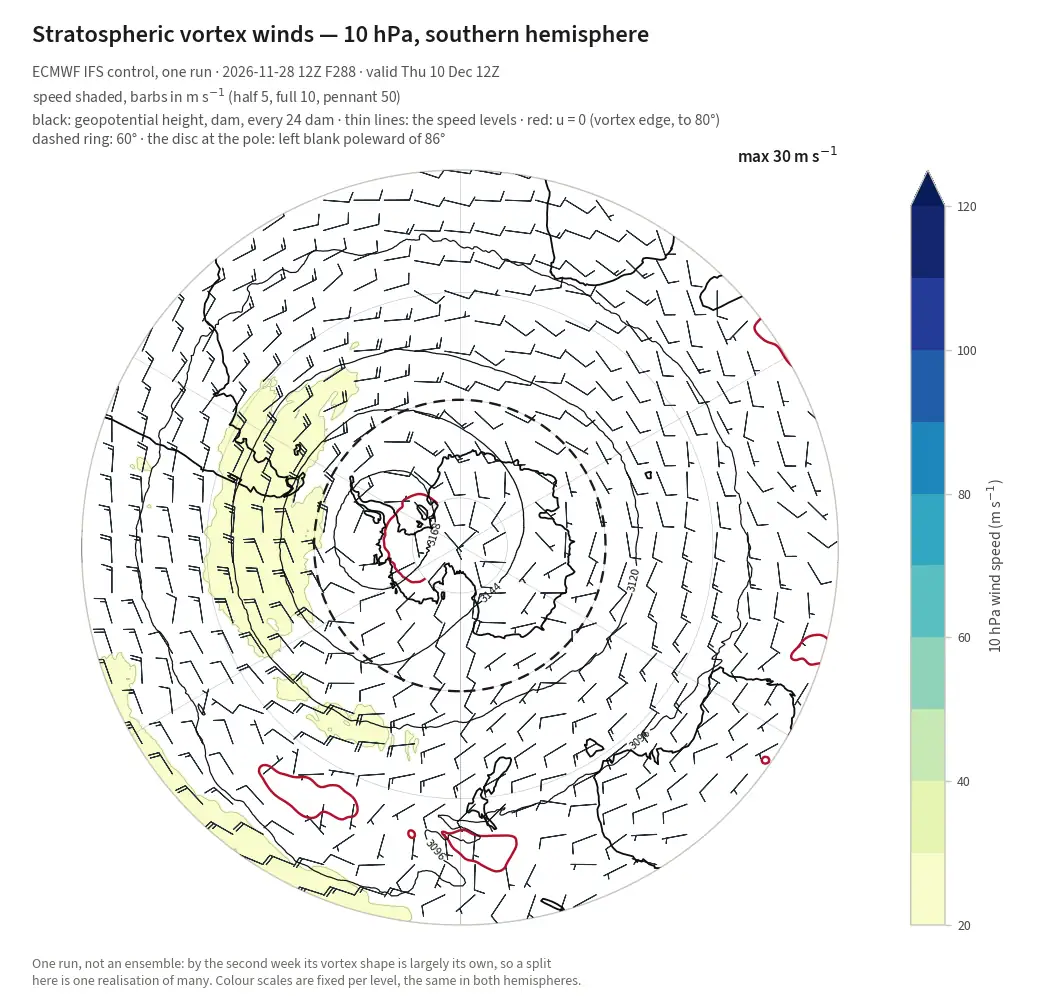 Stratospheric vortex winds — 10 hPa, southern hemisphere
ECMWF IFS control, one run · 2026-11-28 12Z F288 · valid Thu 10 Dec 12Z
speed shaded, barbs in m s⁻¹ (half 5, full 10, pennant 50)
black: geopotential height, dam, every 24 dam · thin lines: the speed levels · red: u = 0 (vortex edge, to 80°)
dashed ring: 60° · the disc at the pole: left blank poleward of 86°
max 30 m s⁻¹
120
100
80
60
40
20
10 hPa wind speed (m s⁻¹)
3168
3144
3120
3096
3096
One run, not an ensemble: by the second week its vortex shape is largely its own, so a split
here is one realisation of many. Colour scales are fixed per level, the same in both hemispheres.